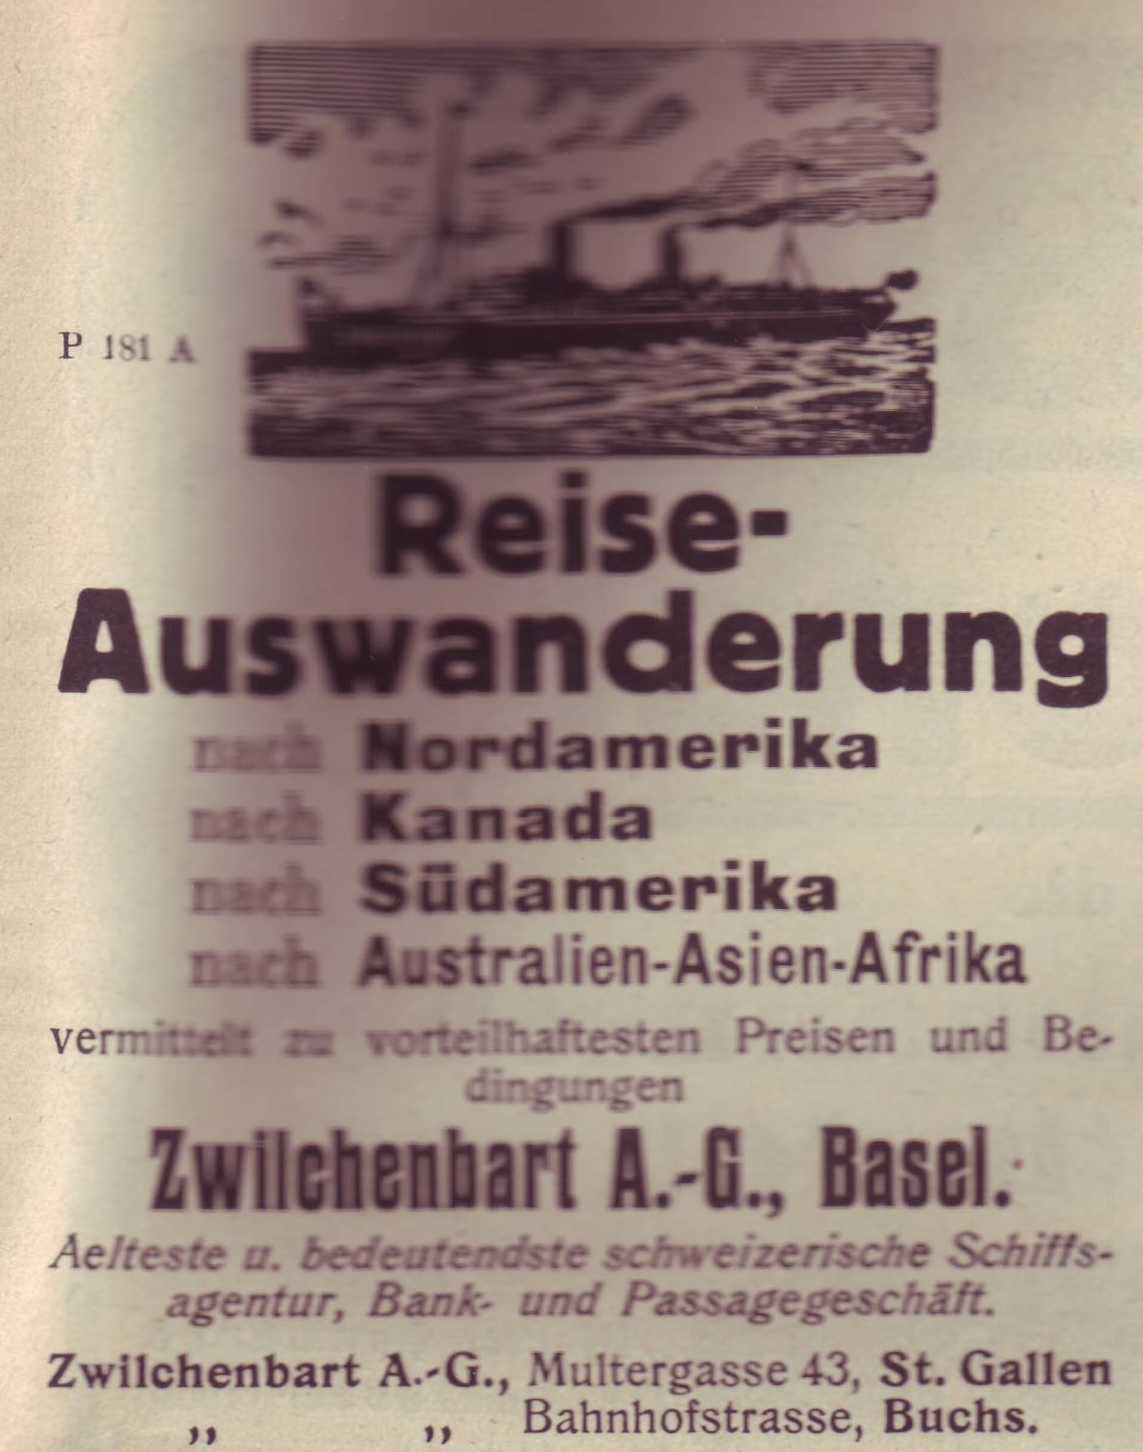 P 181 A
Reise-
Auswanderung
nach Nordamerika
nach Kanada
nach Südamerika
nach Australien-Asien-Afrika
vermittelt zu vorteilhaftesten Preisen und Be-
dingungen
Zwilchenbart A.-G., Basel.
Aelteste u. bedeutendste schweizerische Schiffs-
agentur, Bank- und Passagegeschäft.
Zwilchenbart A.-G., Multergasse 43, St. Gallen
„ „ Bahnhofstrasse, Buchs.